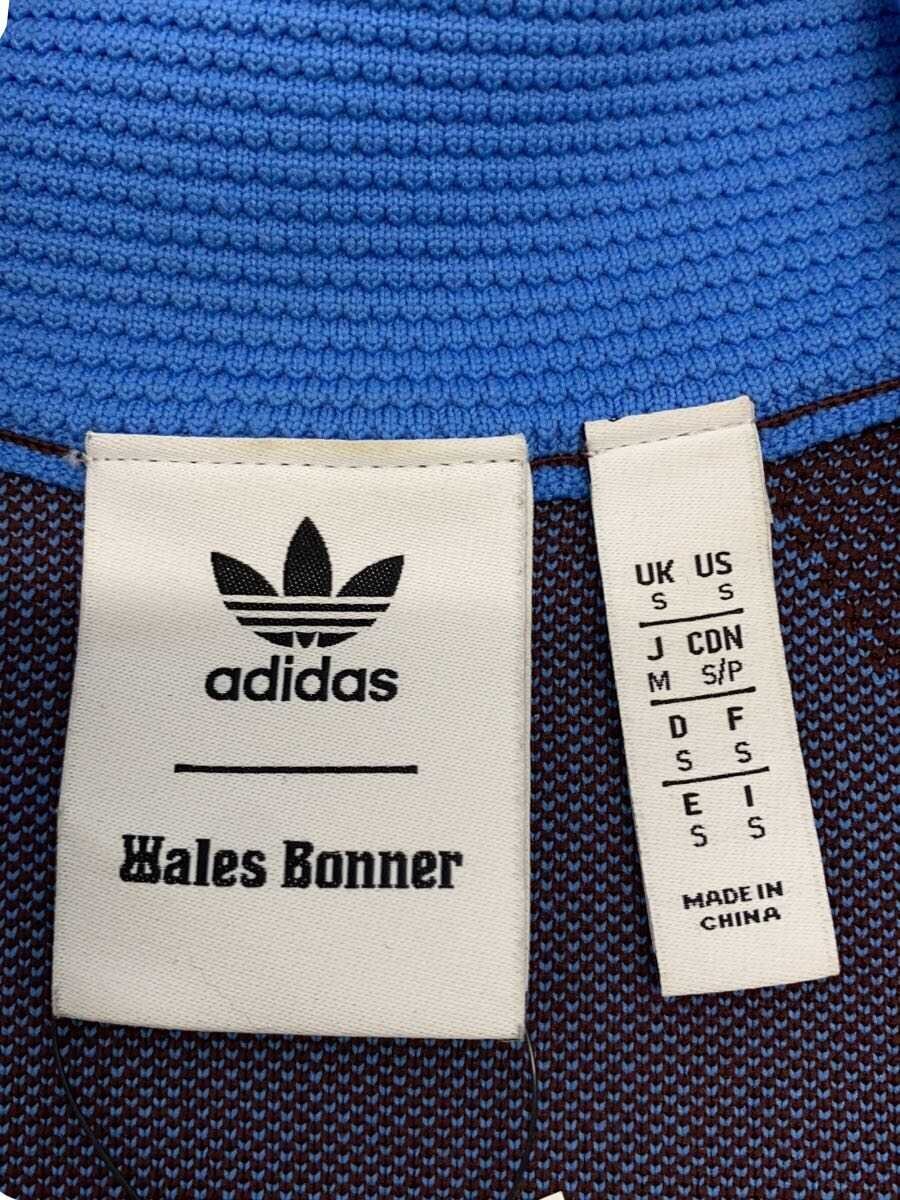 adidas
Wales Bonner
UK US
S S
J CDN
M S/P
D F
S S
E I
S S
MADE IN
CHINA